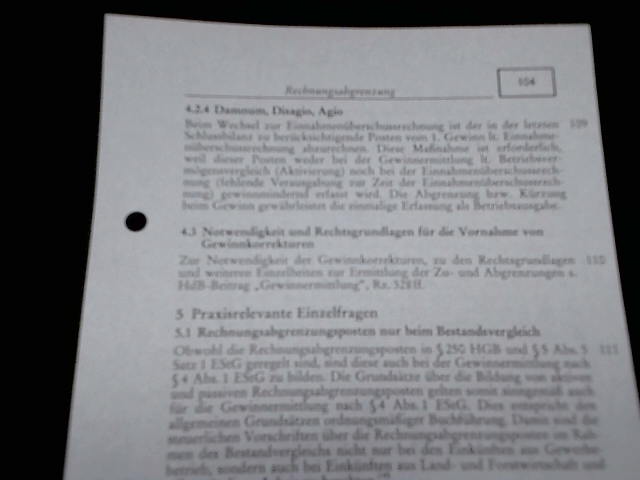 Rechnungsabgrenzung
104
4.2.4 Damnum, Disagio, Agio
Beim Wechsel zur Einnahmenüberschussrechnung ist der in der letzten 109
Schlussbilanz zu berücksichtigende Posten vom 1. Gewinn lt. Einnahme-
nüberschussrechnung abzurechnen. Diese Maßnahme ist erforderlich,
weil dieser Posten weder bei der Gewinnermittlung lt. Betriebsver-
mögensvergleich (Aktivierung) noch bei der Einnahmenüberschussrech-
nung (fehlende Verausgabung zur Zeit der Einnahmenüberschussrech-
nung) gewinnmindernd erfasst wird. Die Abgrenzung bzw. Kürzung
beim Gewinn gewährleistet die einmalige Erfassung als Betriebsausgabe.
4.3 Notwendigkeit und Rechtsgrundlagen für die Vornahme von
Gewinnkorrekturen
Zur Notwendigkeit der Gewinnkorrekturen, zu den Rechtsgrundlagen 110
und weiteren Einzelheiten zur Ermittlung der Zu- und Abgrenzungen s.
HdB-Beitrag „Gewinnermittlung", Rz. 328 ff.
5 Praxisrelevante Einzelfragen
5.1 Rechnungsabgrenzungsposten nur beim Bestandsvergleich
Obwohl die Rechnungsabgrenzungsposten in § 250 HGB und § 5 Abs. 5 111
Satz 1 EStG geregelt sind, sind diese auch bei der Gewinnermittlung nach
§ 4 Abs. 1 EStG zu bilden. Die Grundsätze über die Bildung von aktiven
und passiven Rechnungsabgrenzungsposten gelten somit sinngemäß auch
für die Gewinnermittlung nach § 4 Abs. 1 EStG. Dies entspricht den
allgemeinen Grundsätzen ordnungsmäßiger Buchführung. Damit sind die
steuerlichen Vorschriften über die Rechnungsabgrenzungsposten im Rah-
men des Bestandsvergleichs nicht nur bei den Einkünften aus Gewerbe-
betrieb, sondern auch bei Einkünften aus Land- und Forstwirtschaft und